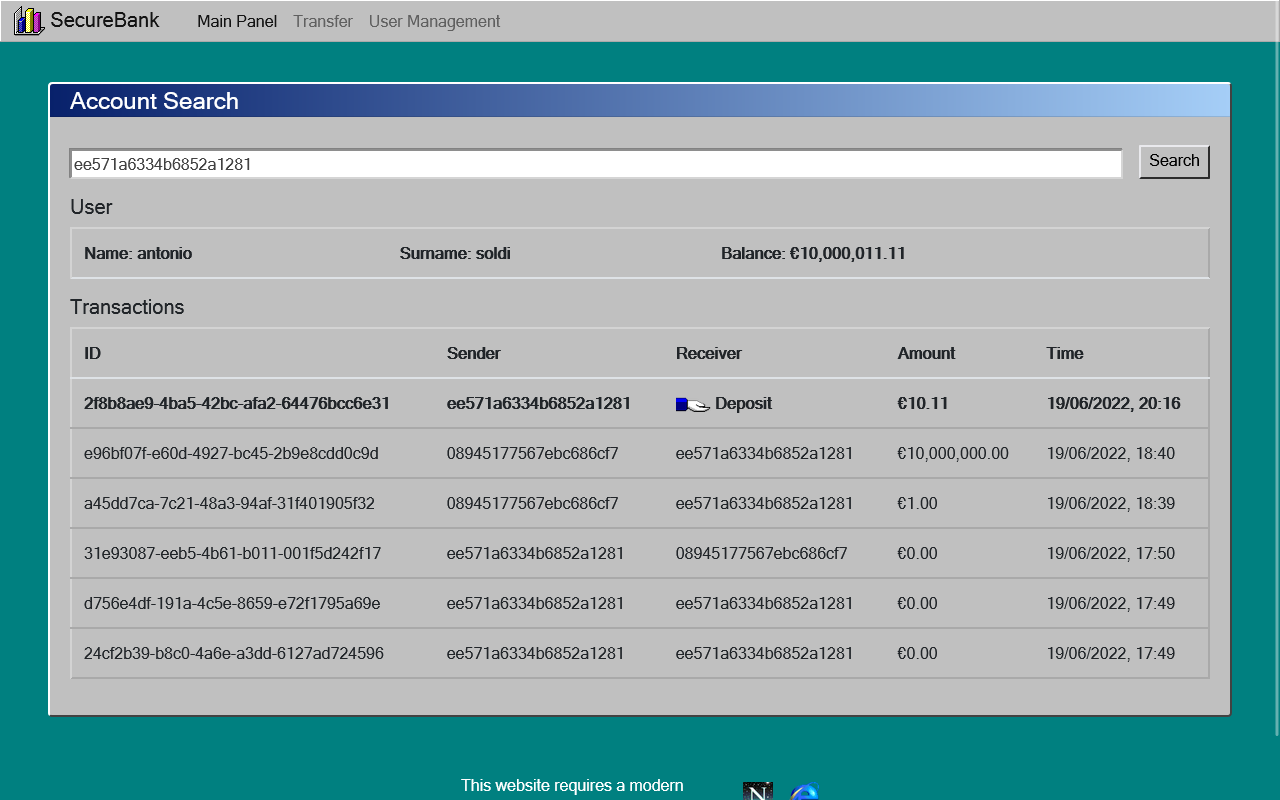 SecureBank Main Panel Transfer User Management
Account Search
ee571a6334b6852a1281 Search
User
Name: antonio Surname: soldi Balance: €10,000,011.11
Transactions
ID Sender Receiver Amount Time
2f8b8ae9-4ba5-42bc-afa2-64476bcc6e31 ee571a6334b6852a1281 Deposit €10.11 19/06/2022, 20:16
e96bf07f-e60d-4927-bc45-2b9e8cdd0c9d 08945177567ebc686cf7 ee571a6334b6852a1281 €10,000,000.00 19/06/2022, 18:40
a45dd7ca-7c21-48a3-94af-31f401905f32 08945177567ebc686cf7 ee571a6334b6852a1281 €1.00 19/06/2022, 18:39
31e93087-eeb5-4b61-b011-001f5d242f17 ee571a6334b6852a1281 08945177567ebc686cf7 €0.00 19/06/2022, 17:50
d756e4df-191a-4c5e-8659-e72f1795a69e ee571a6334b6852a1281 ee571a6334b6852a1281 €0.00 19/06/2022, 17:49
24cf2b39-b8c0-4a6e-a3dd-6127ad724596 ee571a6334b6852a1281 ee571a6334b6852a1281 €0.00 19/06/2022, 17:49
This website requires a modern N